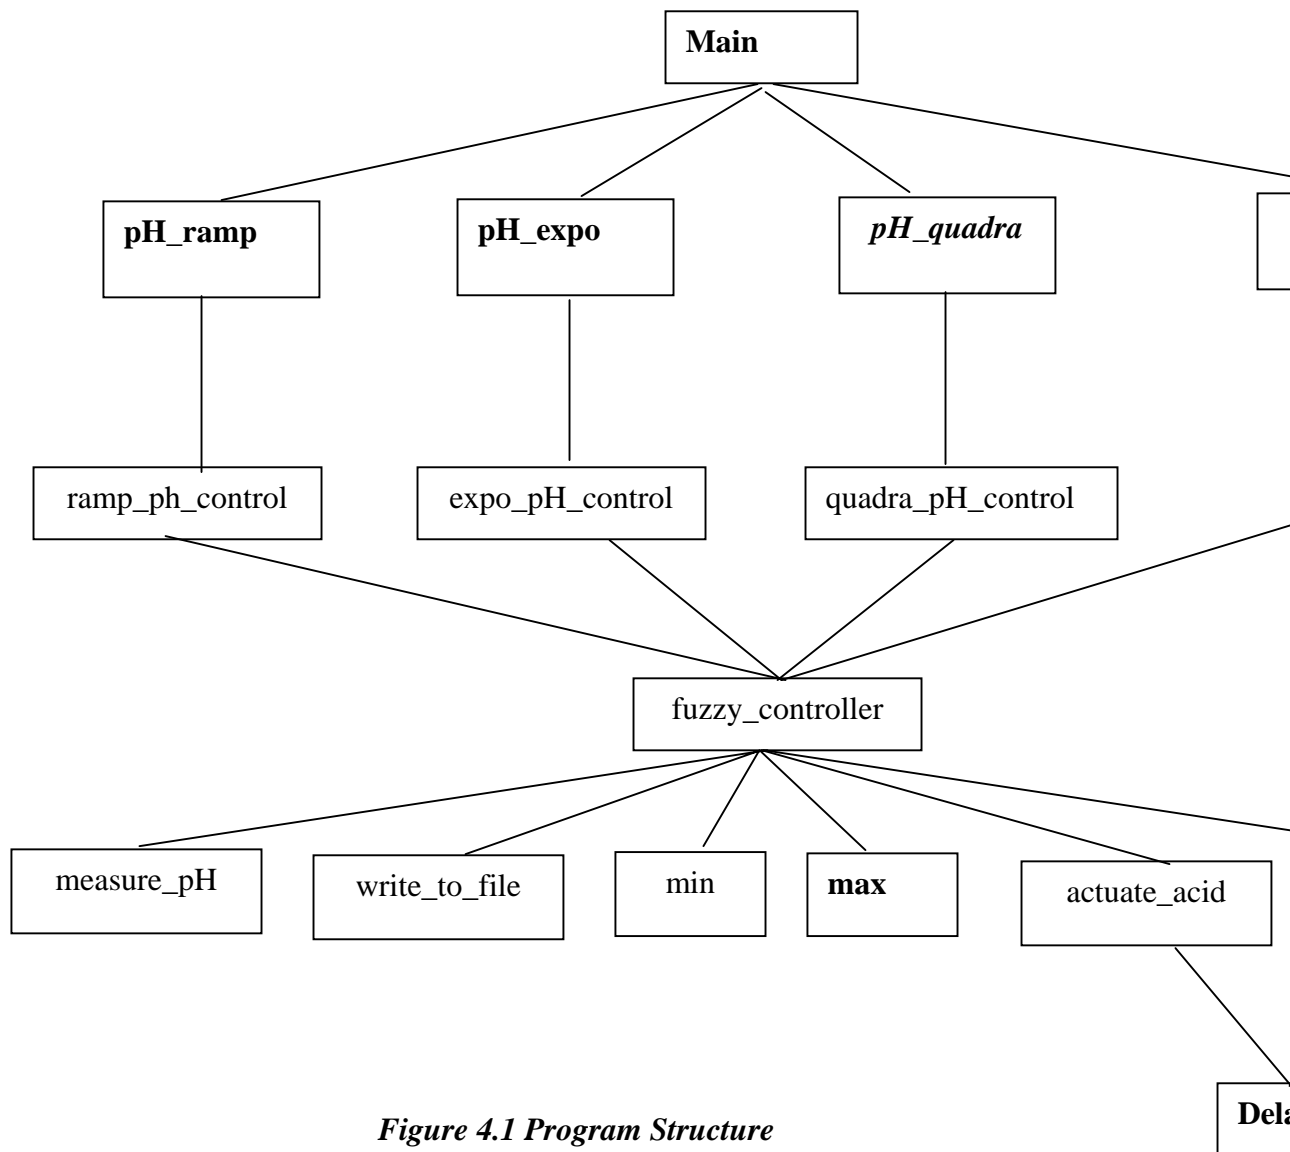 Main
pH_ramp
pH_expo
pH_quadra
ramp_ph_control
expo_pH_control
quadra_pH_control
fuzzy_controller
measure_pH
write_to_file
min
max
actuate_acid
Figure 4.1 Program Structure